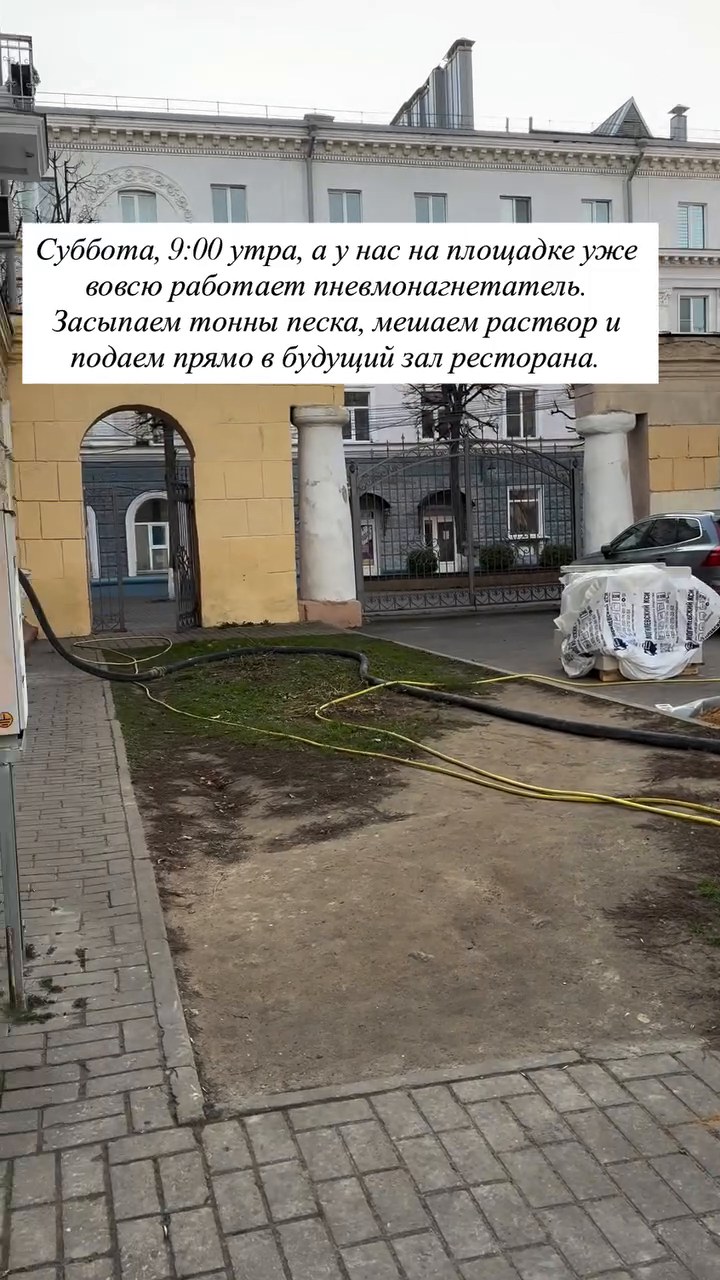 Суббота, 9:00 утра, а у нас на площадке уже
вовсю работает пневмонагнетатель.
Засыпаем тонны песка, мешаем раствор и
подаем прямо в будущий зал ресторана.